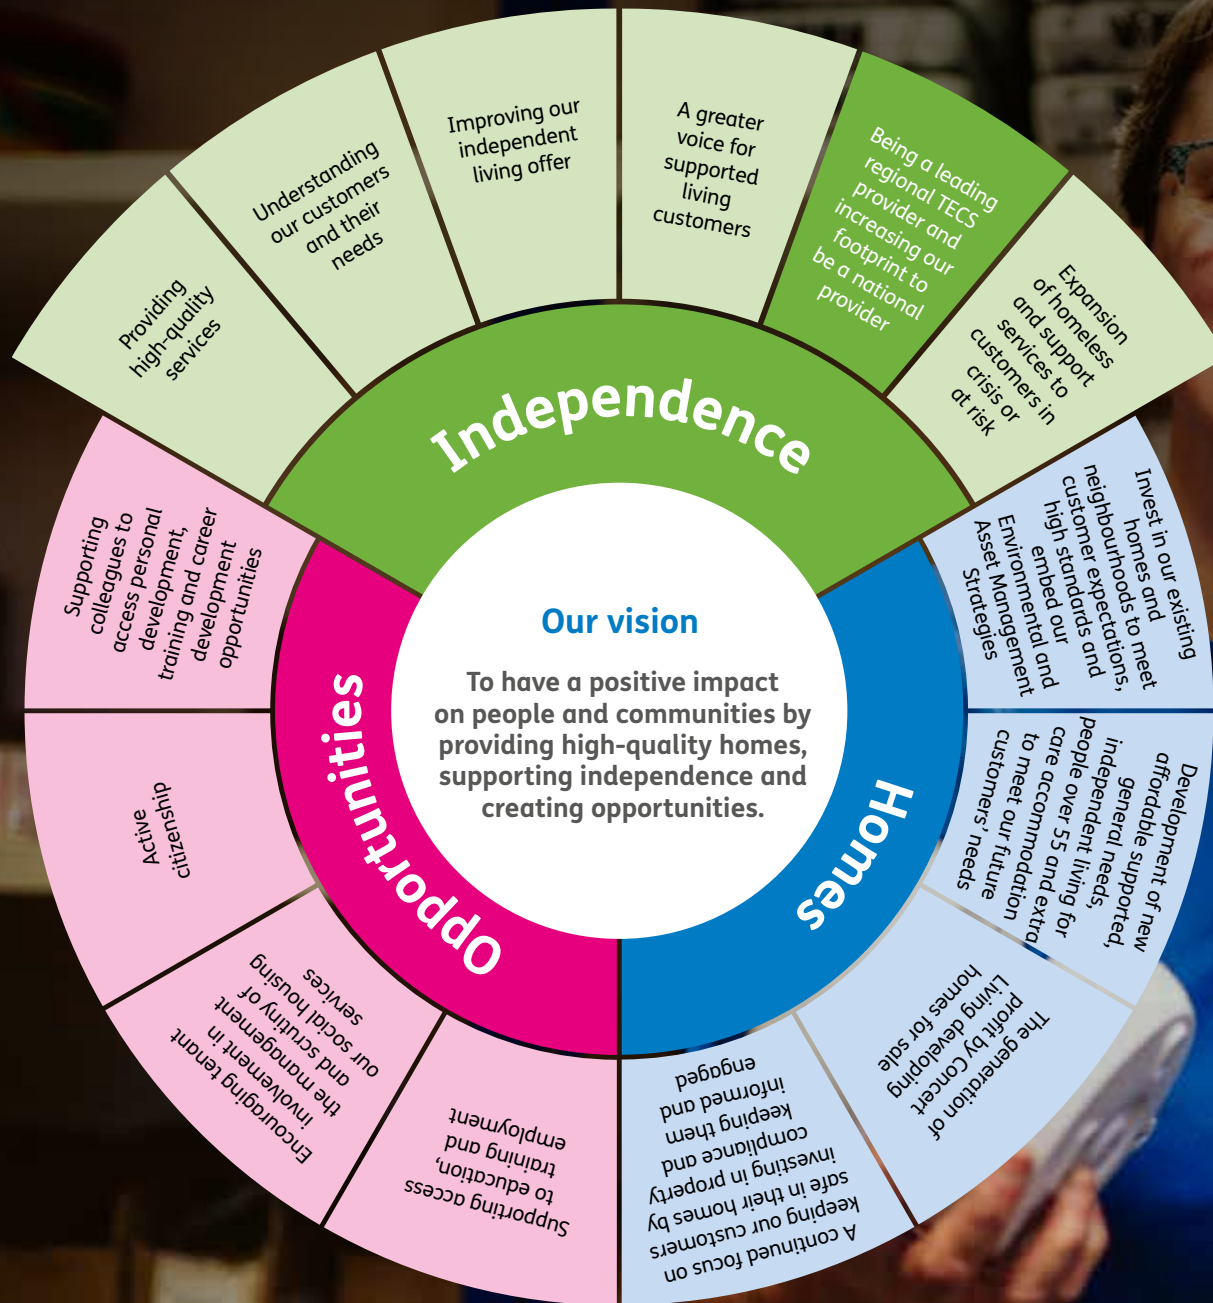 Our vision
To have a positive impact
on people and communities by
providing high-quality homes,
supporting independence and
creating opportunities.
Independence
Providing
high-quality
services
Understanding
our customers
and their
needs
Improving our
independent
living offer
A greater
voice for
supported
living
customers
Being a leading
regional TECS
provider and
increasing our
footprint to
be a national
provider
Expansion
of homeless
and support
services to
customers in
crisis or
at risk
Homes
Invest in our existing
homes and
neighbourhoods to meet
customer expectations,
high standards and
embed our
Environmental and
Asset Management
Strategies
Development of new
affordable supported,
general needs,
independent living for
people over 55 and extra
care accommodation
to meet our future
customers' needs
The generation of
profit by Concert
Living developing
homes for sale
A continued focus on
keeping our customers
safe in their homes by
investing in property
compliance and
keeping them
informed and
engaged
Opportunities
Supporting access
to education,
training and
employment
Encouraging tenant
involvement in
the management
and scrutiny of
our social housing
services
Active
citizenship
Supporting
colleagues to
access personal
development,
training and career
development
opportunities